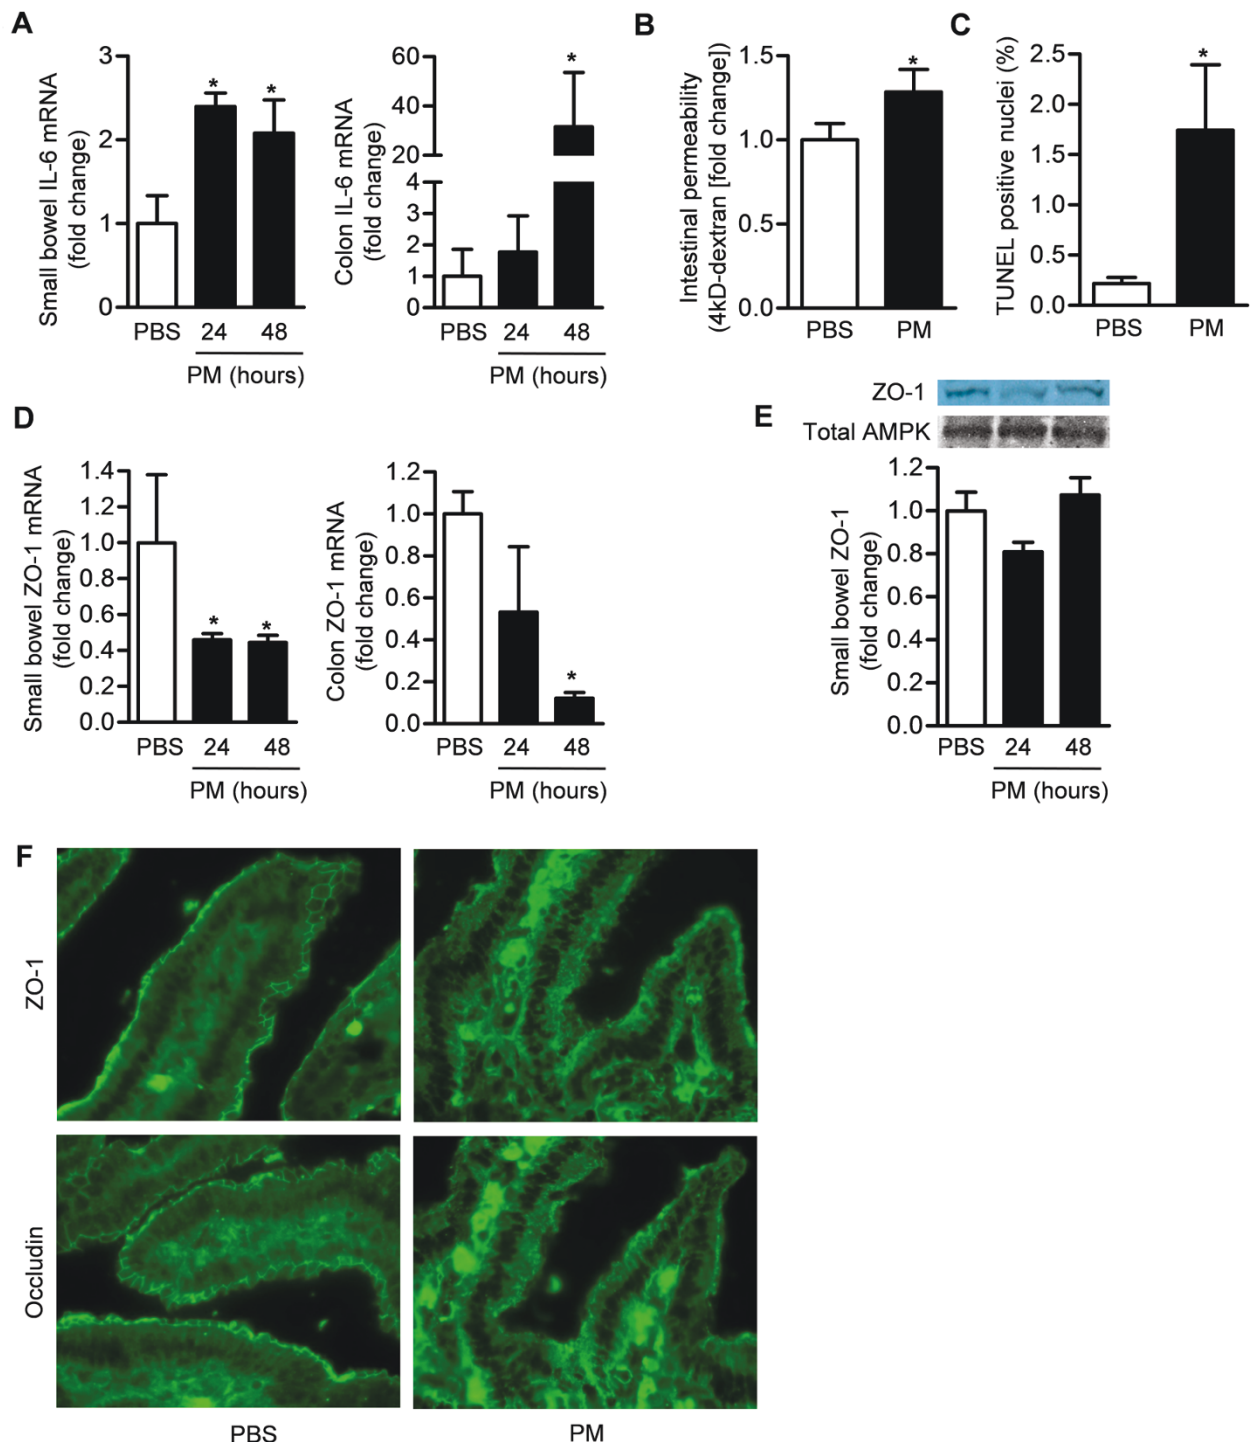 A
Small bowel IL-6 mRNA
(fold change)
3
2
1
0
*
*
PBS
24
48
PM (hours)
Colon IL-6 mRNA
(fold change)
60
40
20
4
3
2
1
0
*
PBS
24
48
PM (hours)
B
Intestinal permeability
(4kD-dextran [fold change])
1.5
1.0
0.5
0.0
*
PBS
PM
C
TUNEL positive nuclei (%)
2.5
2.0
1.5
1.0
0.5
0.0
*
PBS
PM
D
Small bowel ZO-1 mRNA
(fold change)
1.4
1.2
1.0
0.8
0.6
0.4
0.2
0.0
*
*
PBS
24
48
PM (hours)
Colon ZO-1 mRNA
(fold change)
1.2
1.0
0.8
0.6
0.4
0.2
0.0
*
PBS
24
48
PM (hours)
E
ZO-1
Total AMPK
Small bowel ZO-1
(fold change)
1.2
1.0
0.8
0.6
0.4
0.2
0.0
PBS
24
48
PM (hours)
F
ZO-1
Occludin
PBS
PM